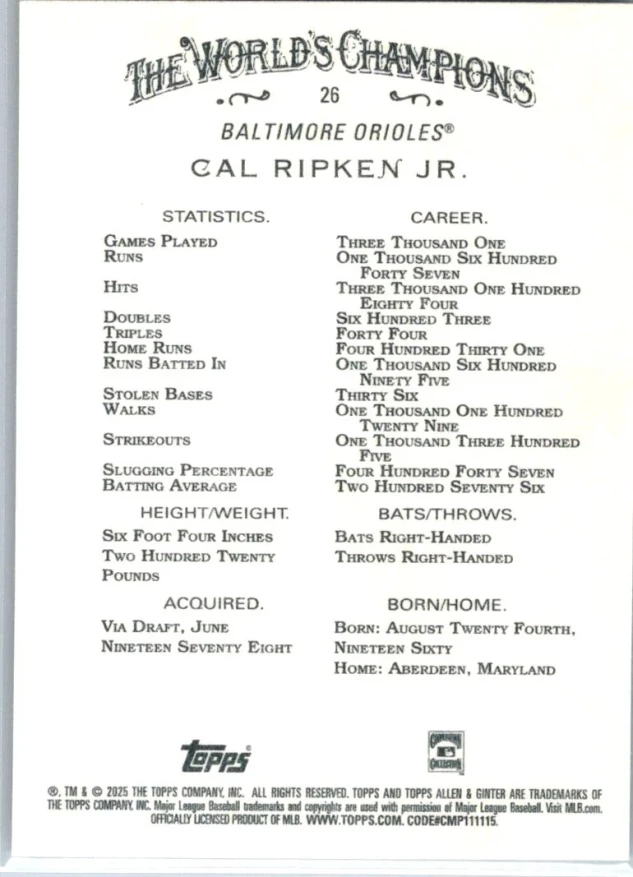 THE WORLD'S CHAMPIONS
26
BALTIMORE ORIOLES®
CAL RIPKEN JR.
STATISTICS. CAREER.
GAMES PLAYED THREE THOUSAND ONE
RUNS ONE THOUSAND SIX HUNDRED
FORTY SEVEN
HITS THREE THOUSAND ONE HUNDRED
EIGHTY FOUR
DOUBLES SIX HUNDRED THREE
TRIPLES FORTY FOUR
HOME RUNS FOUR HUNDRED THIRTY ONE
RUNS BATTED IN ONE THOUSAND SIX HUNDRED
NINETY FIVE
STOLEN BASES THIRTY SIX
WALKS ONE THOUSAND ONE HUNDRED
TWENTY NINE
STRIKEOUTS ONE THOUSAND THREE HUNDRED
FIVE
SLUGGING PERCENTAGE FOUR HUNDRED FORTY SEVEN
BATTING AVERAGE TWO HUNDRED SEVENTY SIX
HEIGHT/WEIGHT. BATS/THROWS.
SIX FOOT FOUR INCHES BATS RIGHT-HANDED
TWO HUNDRED TWENTY THROWS RIGHT-HANDED
POUNDS
ACQUIRED. BORN/HOME.
VIA DRAFT, JUNE BORN: AUGUST TWENTY FOURTH,
NINETEEN SEVENTY EIGHT NINETEEN SIXTY
HOME: ABERDEEN, MARYLAND
Topps® COOPERSTOWN COLLECTION
®, TM & © 2025 THE TOPPS COMPANY, INC. ALL RIGHTS RESERVED. TOPPS AND TOPPS ALLEN & GINTER ARE TRADEMARKS OF
THE TOPPS COMPANY, INC. Major League Baseball trademarks and copyrights are used with permission of Major League Baseball. Visit MLB.com.
OFFICIALLY LICENSED PRODUCT OF MLB. WWW.TOPPS.COM. CODE#CMP111115.